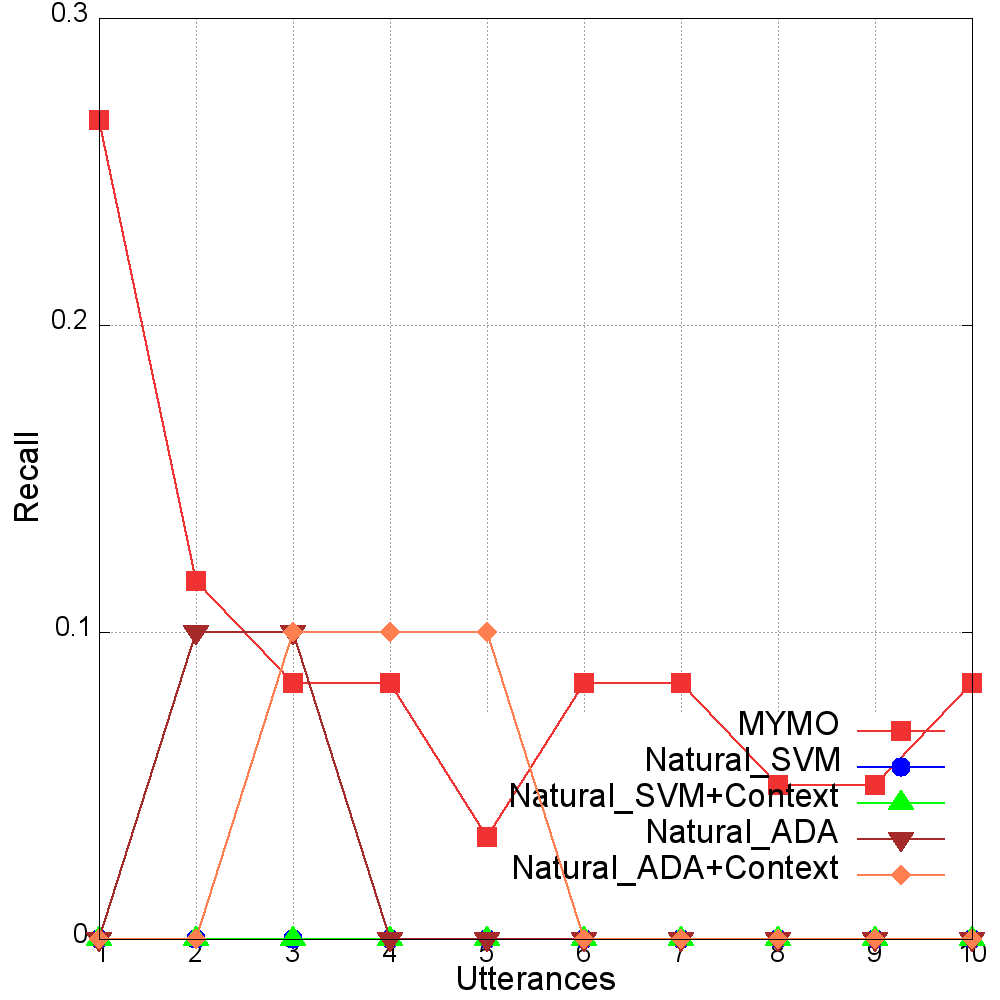 0.3
0.2
0.1
0
Recall
MYMO
Natural_SVM
Natural_SVM+Context
Natural_ADA
Natural_ADA+Context
1 2 3 4 5 6 7 8 9 10
Utterances